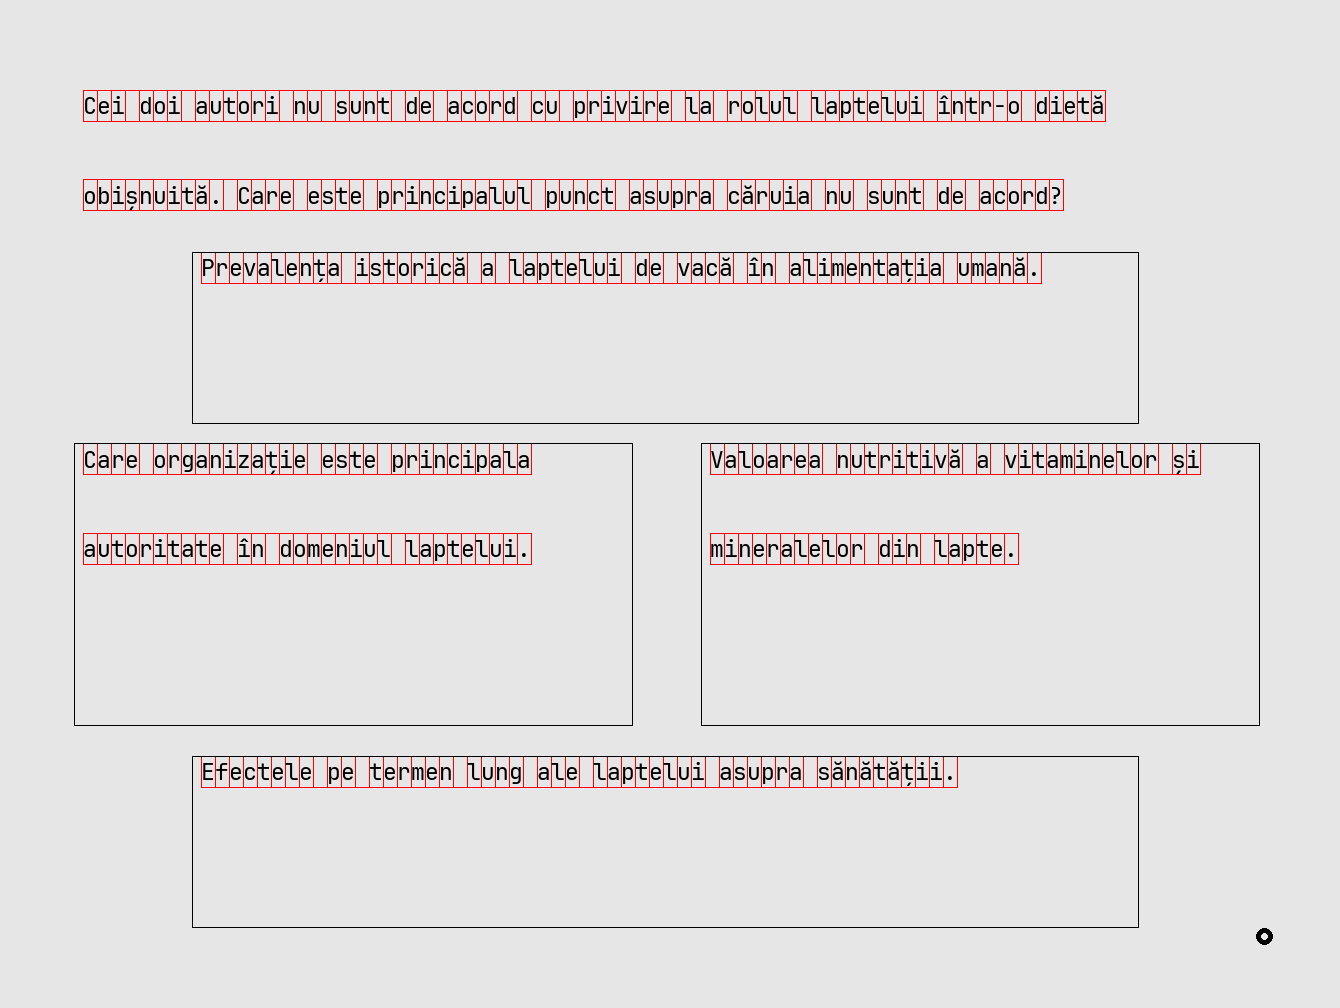 Cei doi autori nu sunt de acord cu privire la rolul laptelui într-o dietă
obișnuită. Care este principalul punct asupra căruia nu sunt de acord?
Prevalența istorică a laptelui de vacă în alimentația umană.
Care organizație este principala
autoritate în domeniul laptelui.
Valoarea nutritivă a vitaminelor și
mineralelor din lapte.
Efectele pe termen lung ale laptelui asupra sănătății.